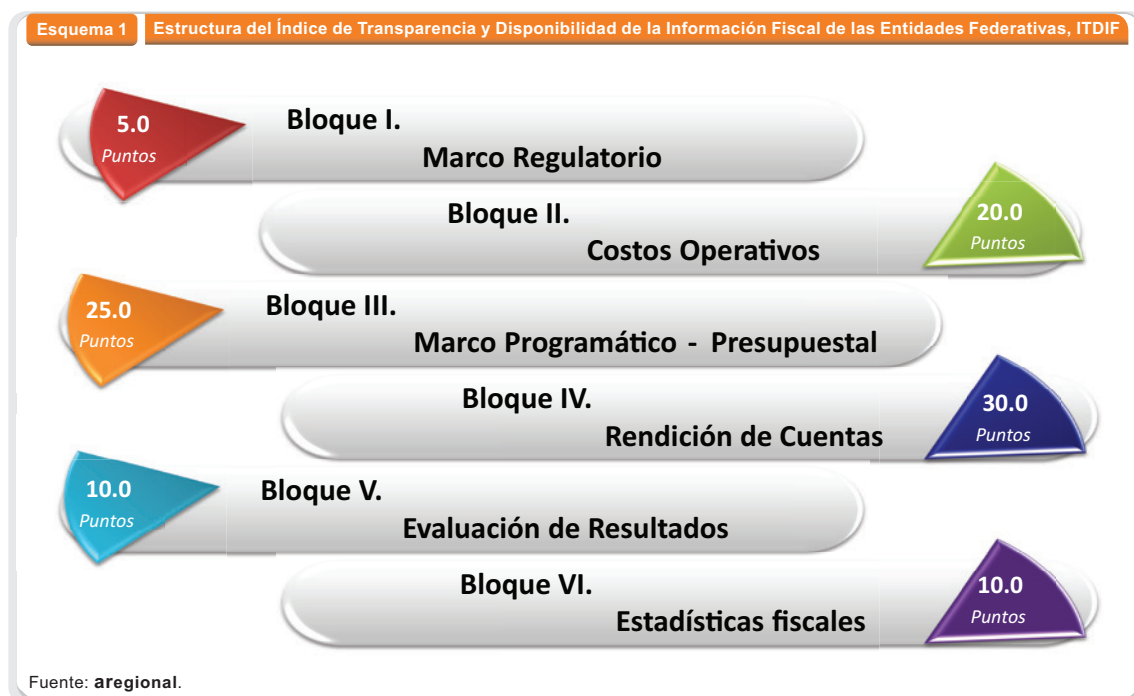 Esquema 1 Estructura del Índice de Transparencia y Disponibilidad de la Información Fiscal de las Entidades Federativas, ITDIF
5.0
Puntos
Bloque I.
Marco Regulatorio
Bloque II.
Costos Operativos
20.0
Puntos
25.0
Puntos
Bloque III.
Marco Programático - Presupuestal
Bloque IV.
Rendición de Cuentas
30.0
Puntos
10.0
Puntos
Bloque V.
Evaluación de Resultados
Bloque VI.
Estadísticas fiscales
10.0
Puntos
Fuente: aregional.